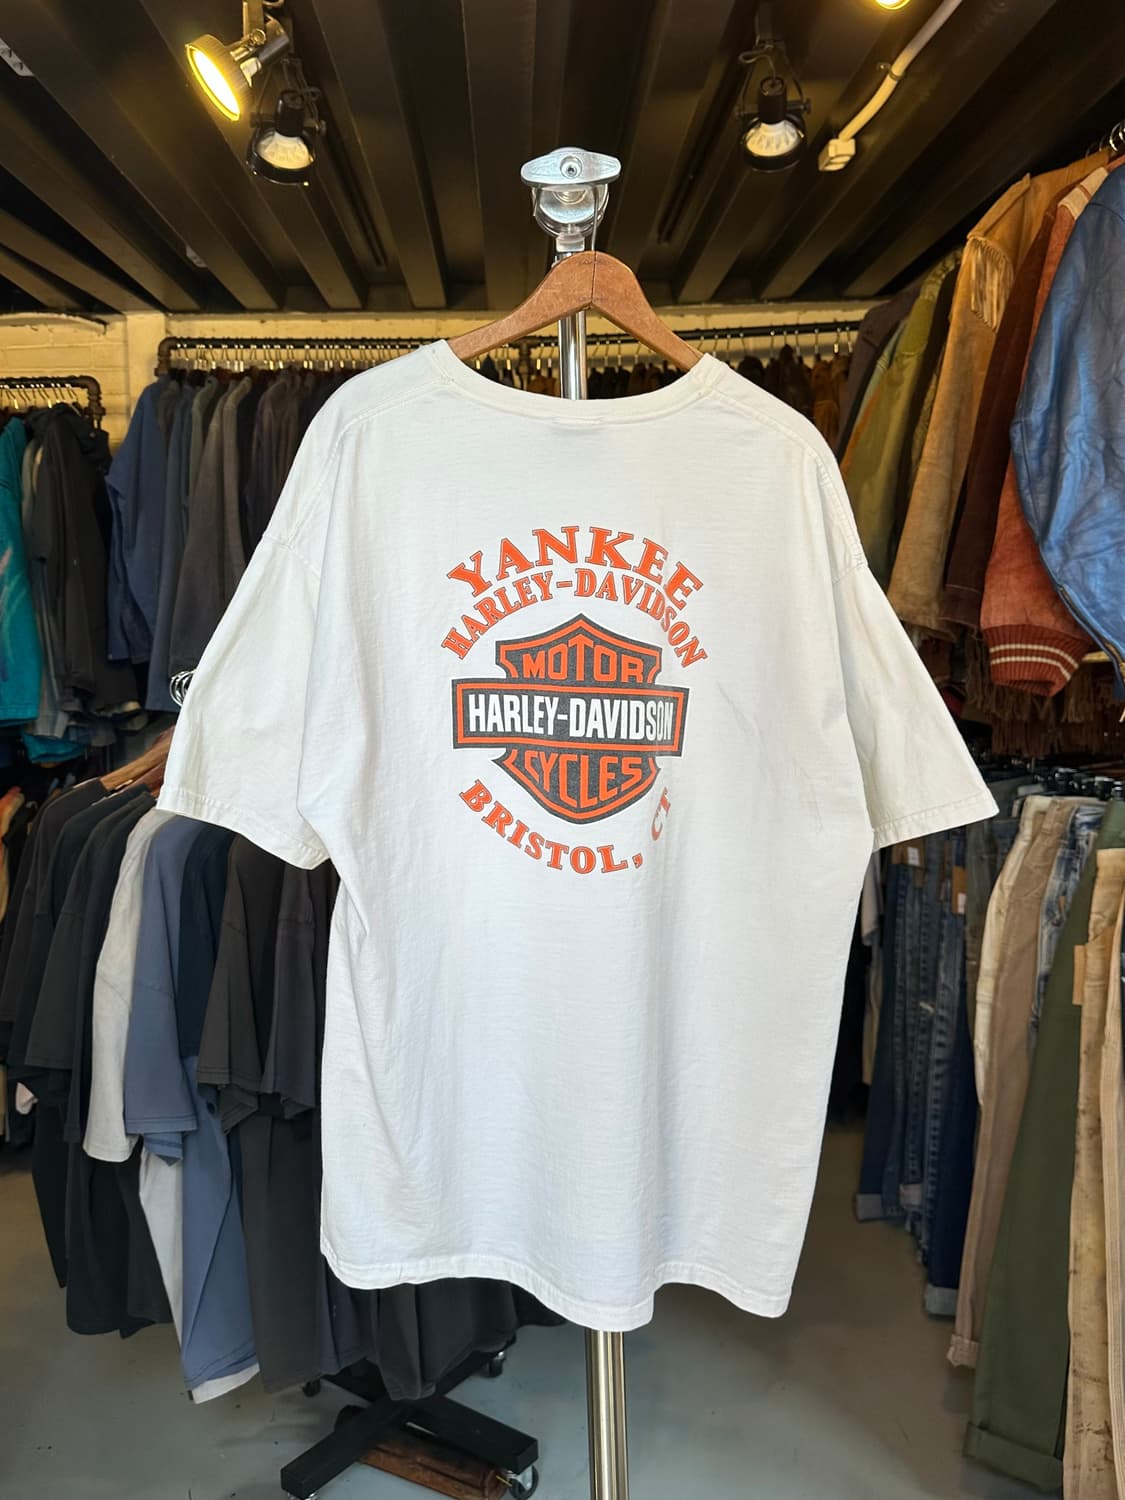 YANKEE
HARLEY-DAVIDSON
MOTOR
HARLEY-DAVIDSON
CYCLES
BRISTOL, CT